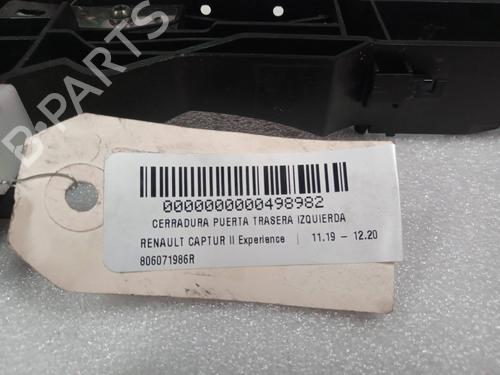 B-PARTS
0000000000498982
CERRADURA PUERTA TRASERA IZQUIERDA
RENAULT CAPTUR II Experience | 11.19 – 12.20
806071986R